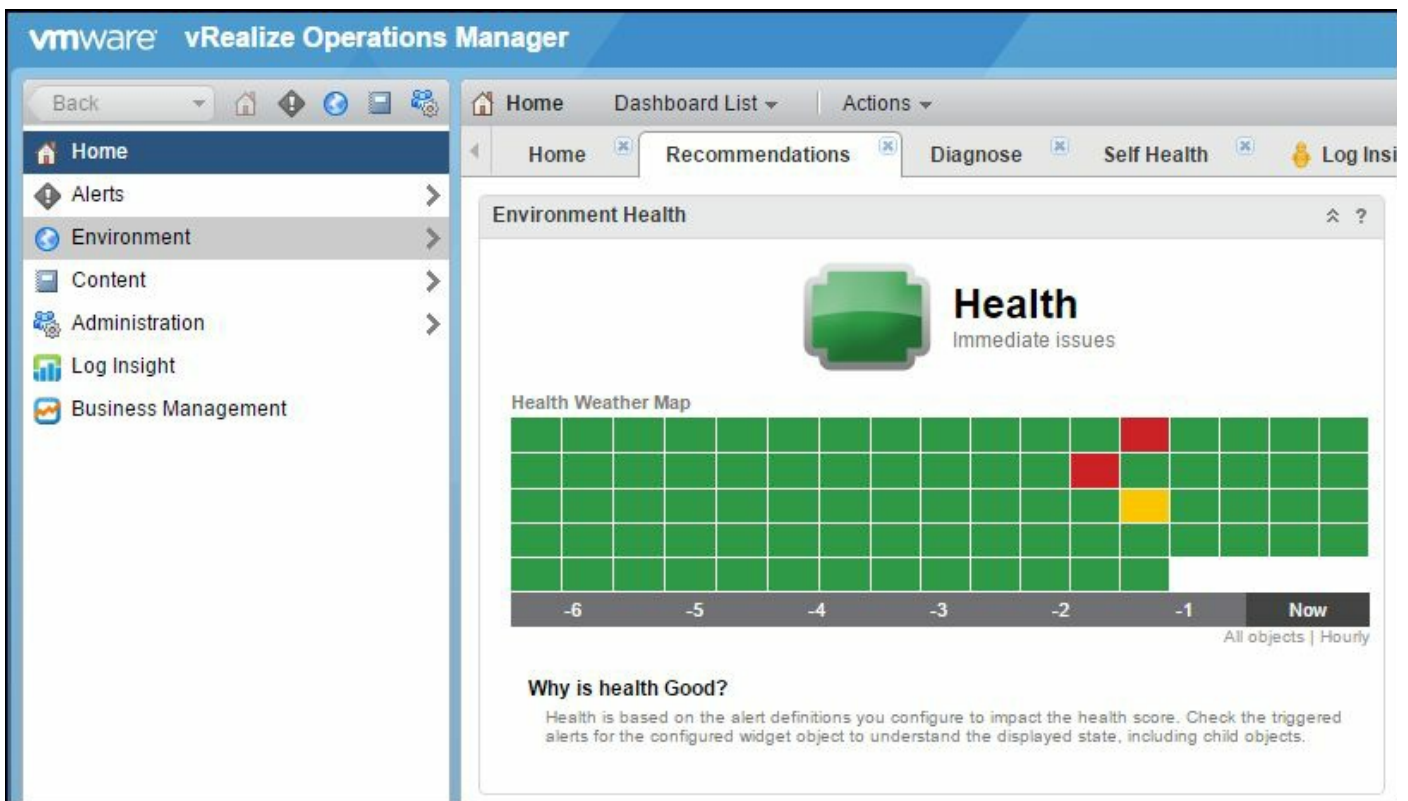 vmware vRealize Operations Manager
Back
Home Dashboard List Actions
Home
Alerts
Environment
Content
Administration
Log Insight
Business Management
Home Recommendations Diagnose Self Health Log Insi
Environment Health ?
Health
Immediate issues
Health Weather Map
-6 -5 -4 -3 -2 -1 Now
All objects | Hourly
Why is health Good?
Health is based on the alert definitions you configure to impact the health score. Check the triggered
alerts for the configured widget object to understand the displayed state, including child objects.